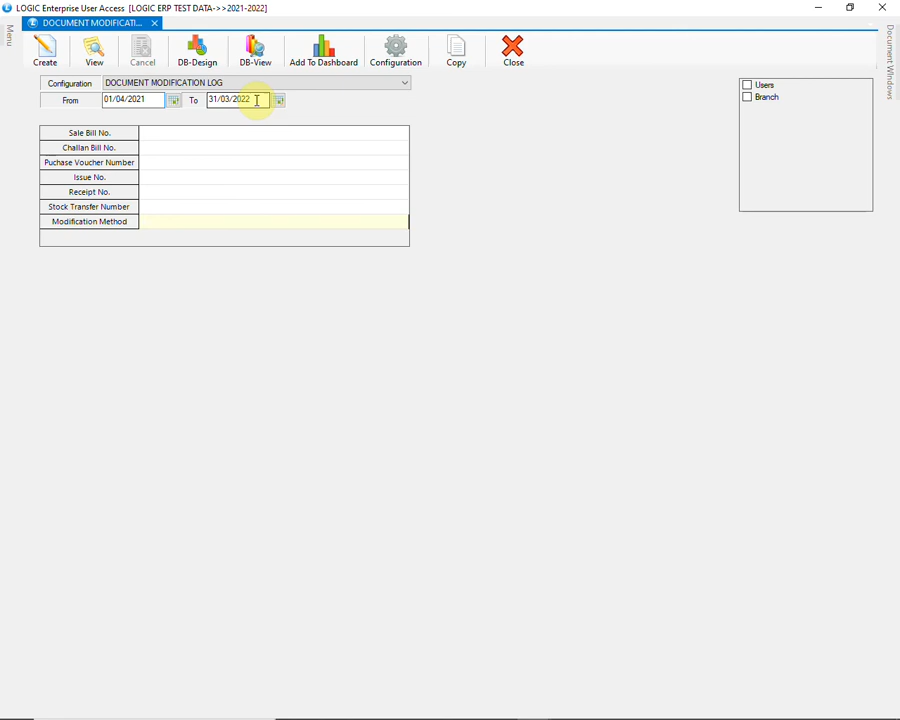 LOGIC Enterprise User Access [LOGIC ERP TEST DATA->>2021-2022]
DOCUMENT MODIFICATI...
Menu
Document Windows
Create
View
Cancel
DB-Design
DB-View
Add To Dashboard
Configuration
Copy
Close
Configuration DOCUMENT MODIFICATION LOG
From 01/04/2021 To 31/03/2022
Users
Branch
Sale Bill No.
Challan Bill No.
Puchase Voucher Number
Issue No.
Receipt No.
Stock Transfer Number
Modification Method